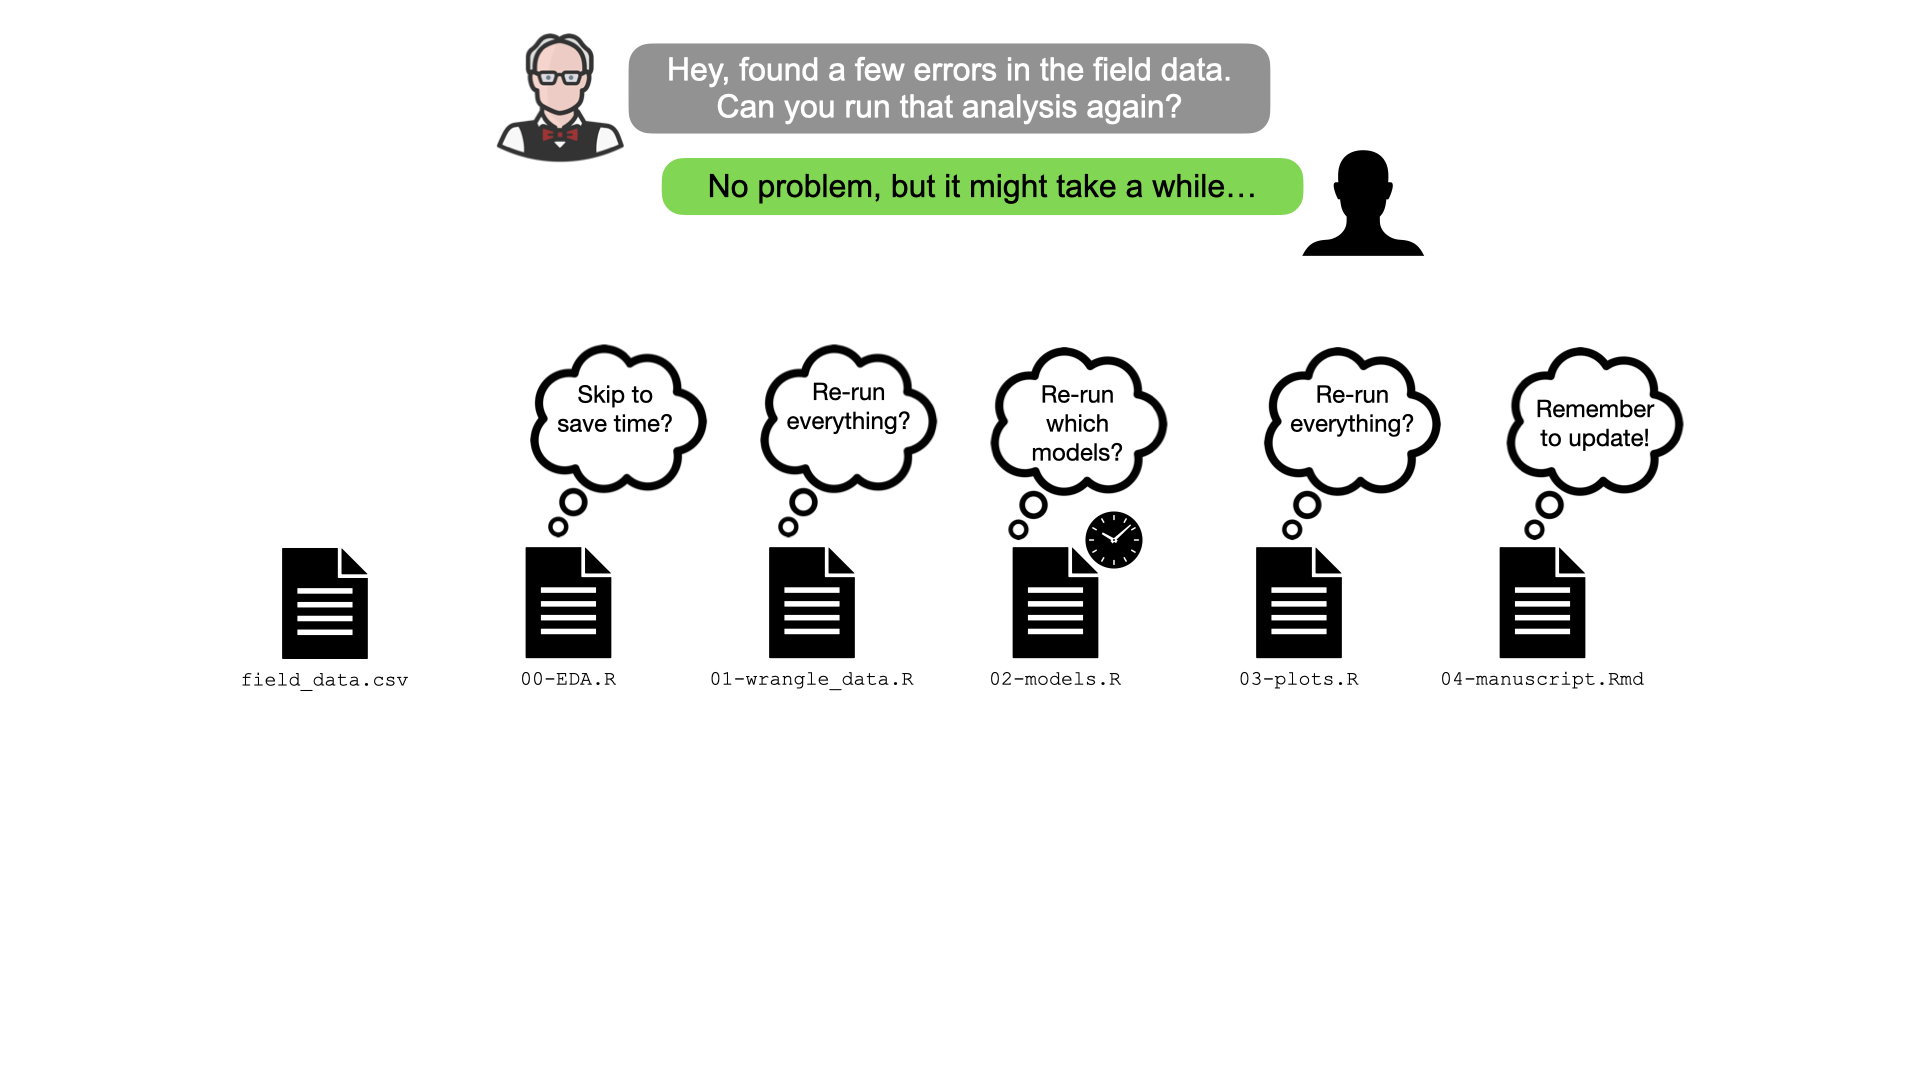 Hey, found a few errors in the field data.
Can you run that analysis again?
No problem, but it might take a while…
Skip to
save time?
Re-run
everything?
Re-run
which
models?
Re-run
everything?
Remember
to update!
field_data.csv
00-EDA.R
01-wrangle_data.R
02-models.R
03-plots.R
04-manuscript.Rmd